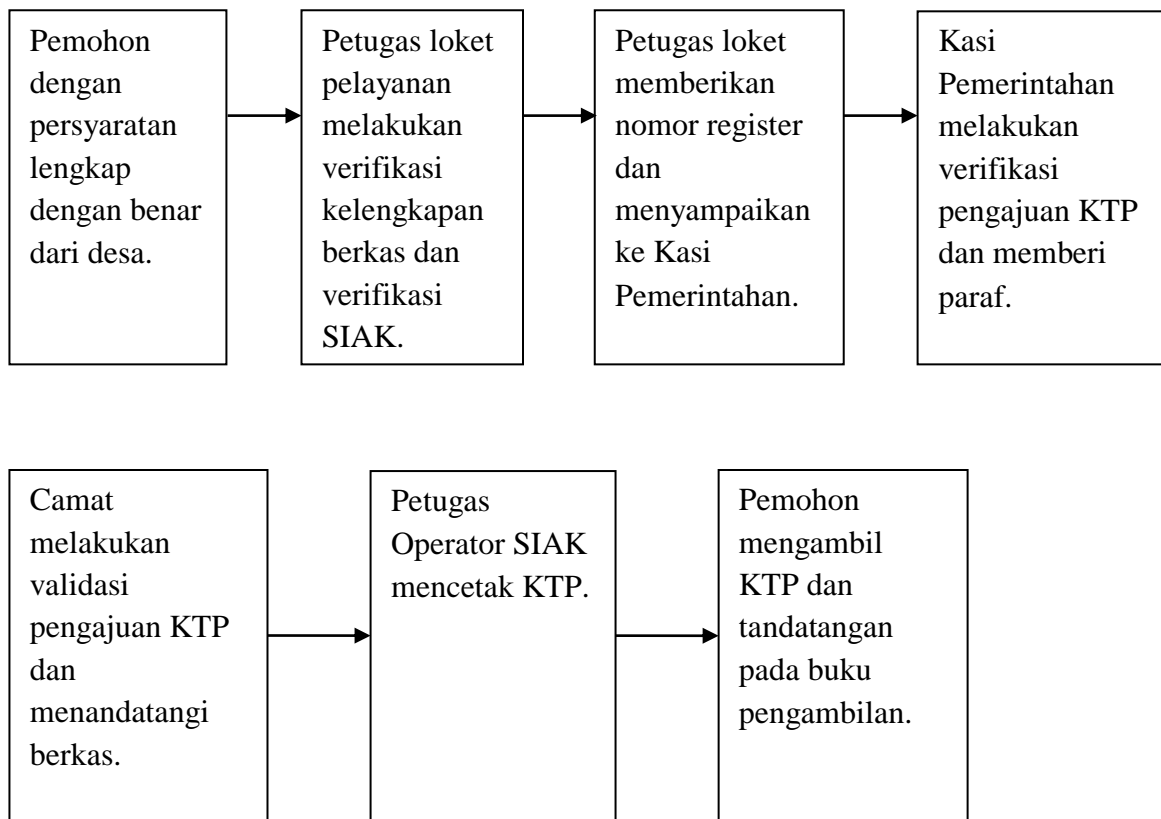 Pemohon
dengan
persyaratan
lengkap
dengan benar
dari desa.
Petugas loket
pelayanan
melakukan
verifikasi
kelengkapan
berkas dan
verifikasi
SIAK.
Petugas loket
memberikan
nomor register
dan
menyampaikan
ke Kasi
Pemerintahan.
Kasi
Pemerintahan
melakukan
verifikasi
pengajuan KTP
dan memberi
paraf.
Camat
melakukan
validasi
pengajuan KTP
dan
menandatangi
berkas.
Petugas
Operator SIAK
mencetak KTP.
Pemohon
mengambil
KTP dan
tandatangan
pada buku
pengambilan.